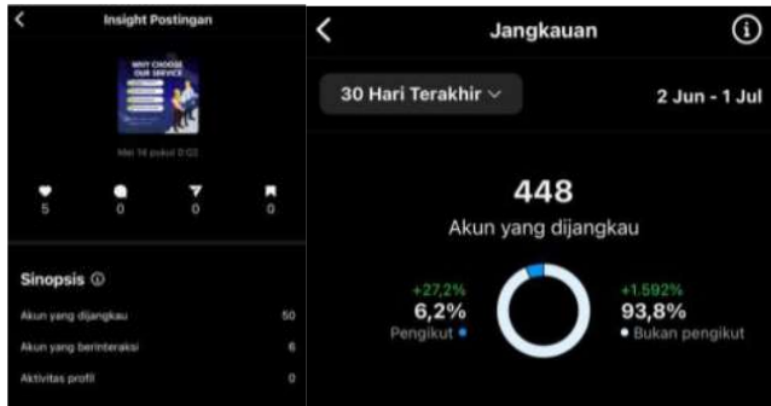 Insight Postingan
WHY CHOOSE
OUR SERVICE
Mei 14 pukul 0:02
5
0
0
0
Sinopsis
Akun yang dijangkau 50
Akun yang berinteraksi 6
Aktivitas profil 0
Jangkauan
30 Hari Terakhir
2 Jun - 1 Jul
448
Akun yang dijangkau
+27,2%
6,2%
Pengikut
+1.592%
93,8%
Bukan pengikut